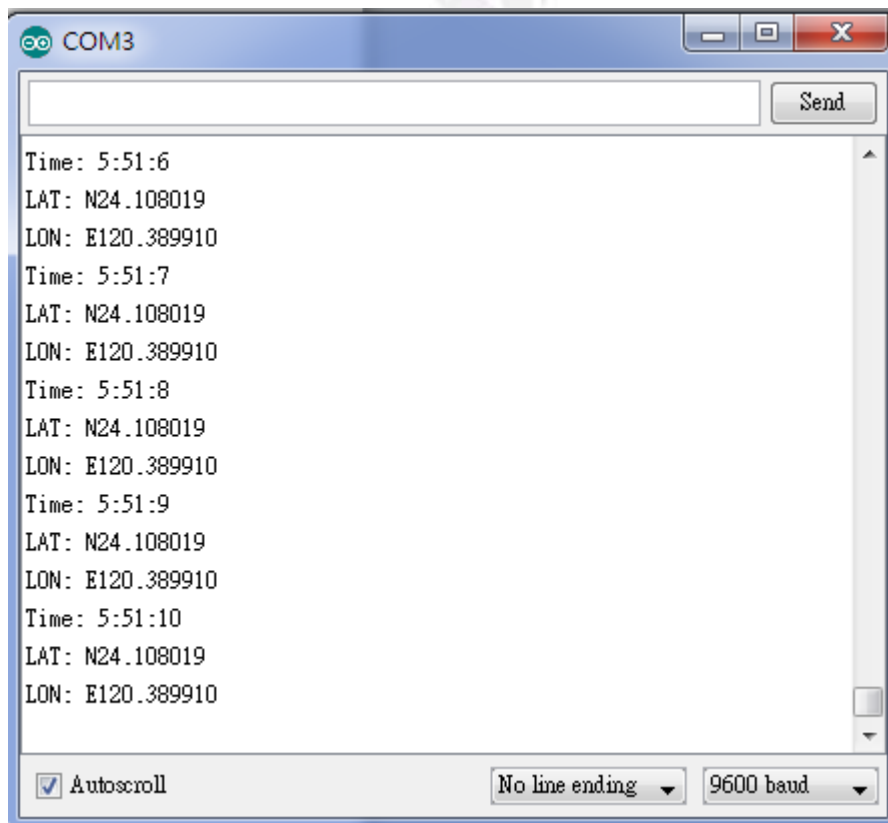 COM3
Send
Time: 5:51:6
LAT: N24.108019
LON: E120.389910
Time: 5:51:7
LAT: N24.108019
LON: E120.389910
Time: 5:51:8
LAT: N24.108019
LON: E120.389910
Time: 5:51:9
LAT: N24.108019
LON: E120.389910
Time: 5:51:10
LAT: N24.108019
LON: E120.389910
Autoscroll No line ending 9600 baud